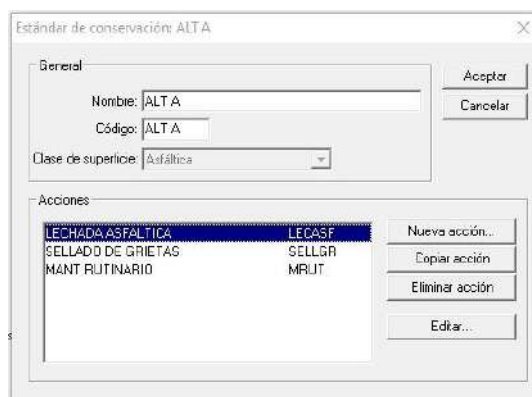 Estándar de conservación: ALT A
General
Nombre: ALT A
Código: ALT A
Clase de superficie: Asfáltica
Aceptar
Cancelar
Acciones
LECHADA ASFALTICA LECASF
SELLADO DE GRIETAS SELLGR
MANT RUTINARIO MRUT
Nueva acción...
Copiar acción
Eliminar acción
Editar...
s